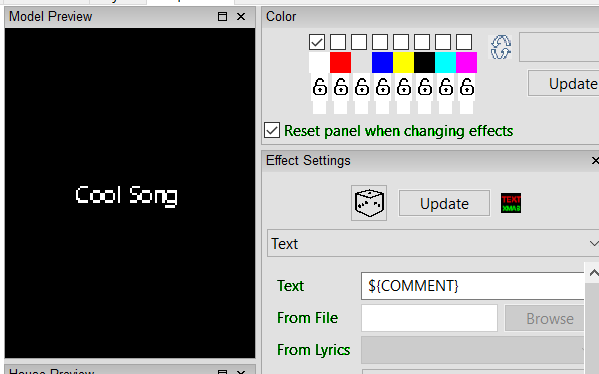 Model Preview
Cool Song
Color
Update
Reset panel when changing effects
Effect Settings
Update
TEXT
XMAS
Text
Text ${COMMENT}
From File Browse
From Lyrics
House Preview